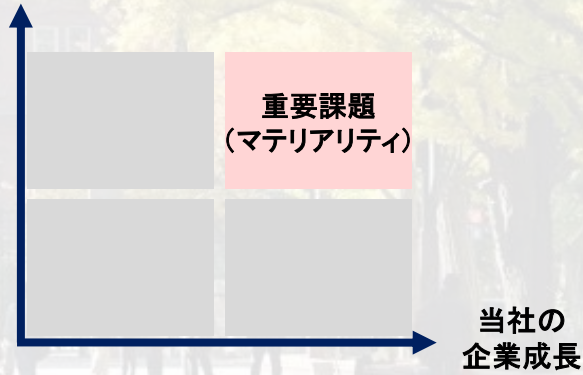 重要課題
（マテリアリティ）
当社の
企業成長